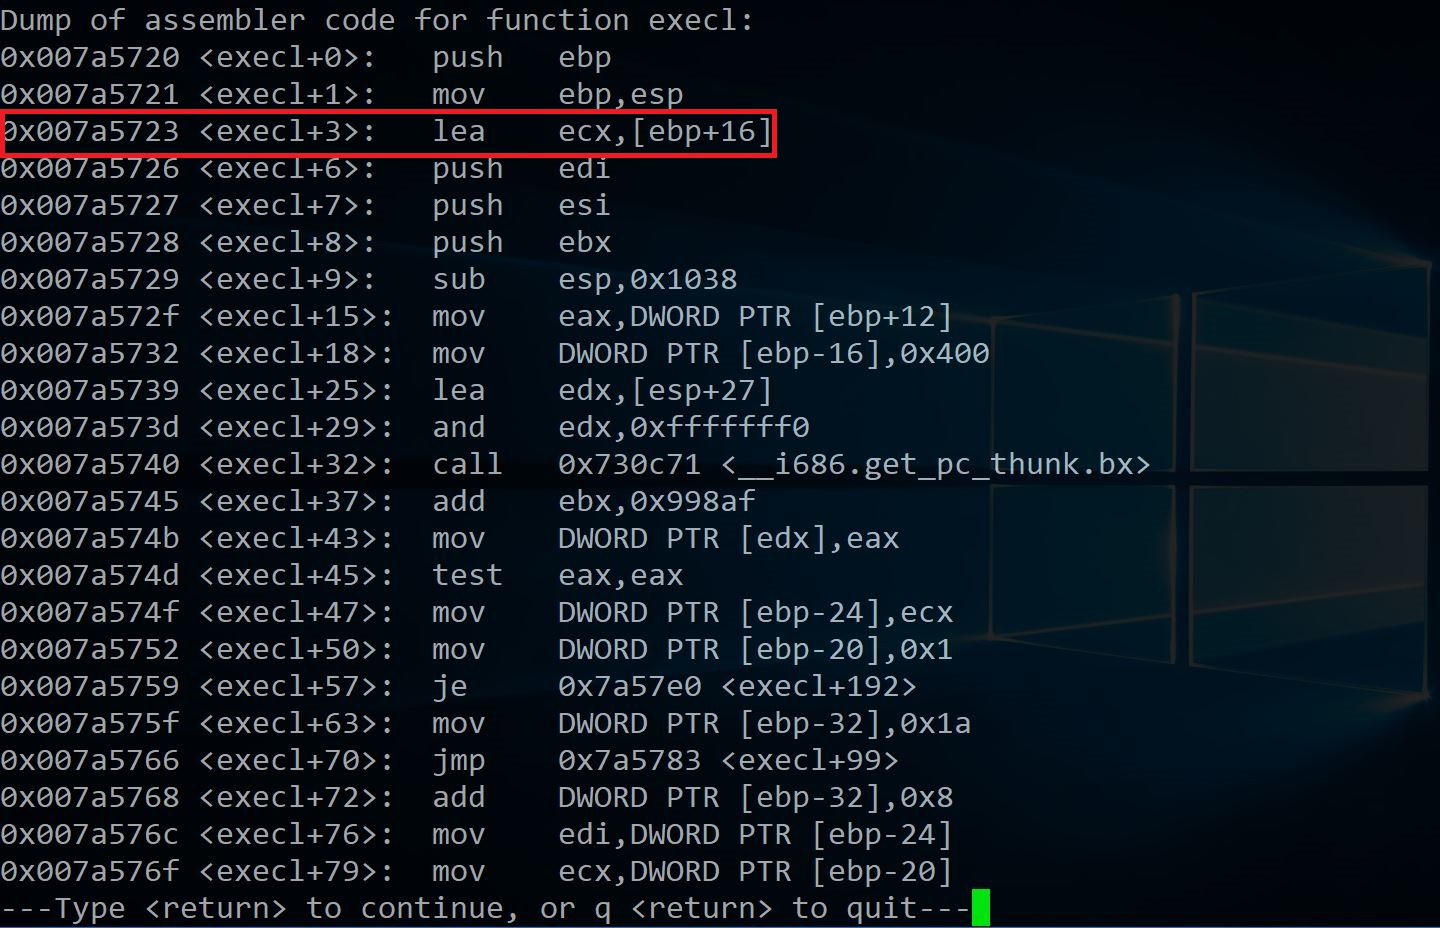 Dump of assembler code for function execl:
0x007a5720 <execl+0>:   push   ebp
0x007a5721 <execl+1>:   mov    ebp,esp
0x007a5723 <execl+3>:   lea    ecx,[ebp+16]
0x007a5726 <execl+6>:   push   edi
0x007a5727 <execl+7>:   push   esi
0x007a5728 <execl+8>:   push   ebx
0x007a5729 <execl+9>:   sub    esp,0x1038
0x007a572f <execl+15>:  mov    eax,DWORD PTR [ebp+12]
0x007a5732 <execl+18>:  mov    DWORD PTR [ebp-16],0x400
0x007a5739 <execl+25>:  lea    edx,[esp+27]
0x007a573d <execl+29>:  and    edx,0xfffffff0
0x007a5740 <execl+32>:  call   0x730c71 <__i686.get_pc_thunk.bx>
0x007a5745 <execl+37>:  add    ebx,0x998af
0x007a574b <execl+43>:  mov    DWORD PTR [edx],eax
0x007a574d <execl+45>:  test   eax,eax
0x007a574f <execl+47>:  mov    DWORD PTR [ebp-24],ecx
0x007a5752 <execl+50>:  mov    DWORD PTR [ebp-20],0x1
0x007a5759 <execl+57>:  je     0x7a57e0 <execl+192>
0x007a575f <execl+63>:  mov    DWORD PTR [ebp-32],0x1a
0x007a5766 <execl+70>:  jmp    0x7a5783 <execl+99>
0x007a5768 <execl+72>:  add    DWORD PTR [ebp-32],0x8
0x007a576c <execl+76>:  mov    edi,DWORD PTR [ebp-24]
0x007a576f <execl+79>:  mov    ecx,DWORD PTR [ebp-20]
---Type <return> to continue, or q <return> to quit---